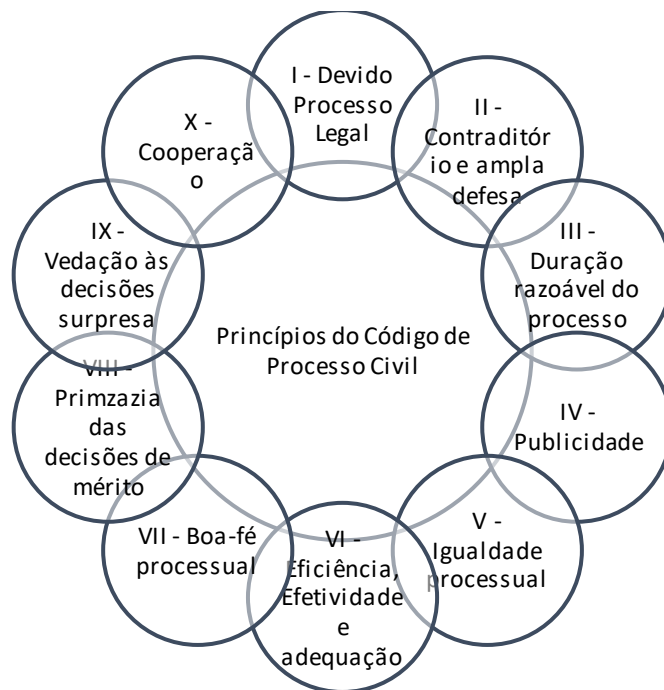 I - Devido
Processo
Legal
II -
Contraditór
io e ampla
defesa
III -
Duração
razoável do
processo
IV -
Publicidade
V -
Igualdade
processual
VI -
Eficiência,
Efetividade
e
adequação
VII - Boa-fé
processual
VIII -
Primzazia
das
decisões de
mérito
IX -
Vedação às
decisões
surpresa
X -
Cooperaçã
o
Princípios do Código de
Processo Civil